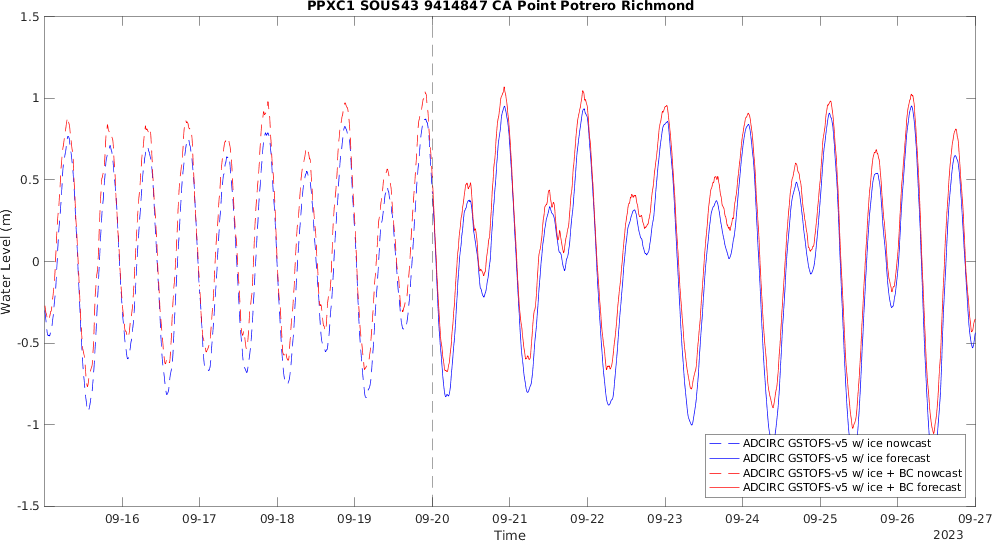 PPXC1 SOUS43 9414847 CA Point Potrero Richmond
1.5
1
0.5
0
-0.5
-1
-1.5
Water Level (m)
ADCIRC GSTOFS-v5 w/ ice nowcast
ADCIRC GSTOFS-v5 w/ ice forecast
ADCIRC GSTOFS-v5 w/ ice + BC nowcast
ADCIRC GSTOFS-v5 w/ ice + BC forecast
09-16 09-17 09-18 09-19 09-20 09-21 09-22 09-23 09-24 09-25 09-26 09-27
Time
2023